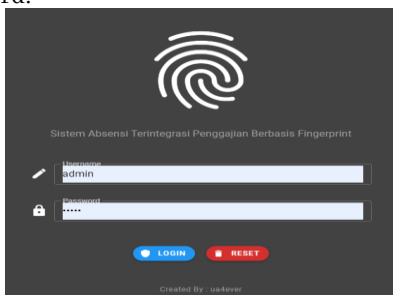 Sistem Absensi Terintegrasi Penggajian Berbasis Fingerprint
Username
admin
Password
•••••
LOGIN RESET
Created By : ua4ever